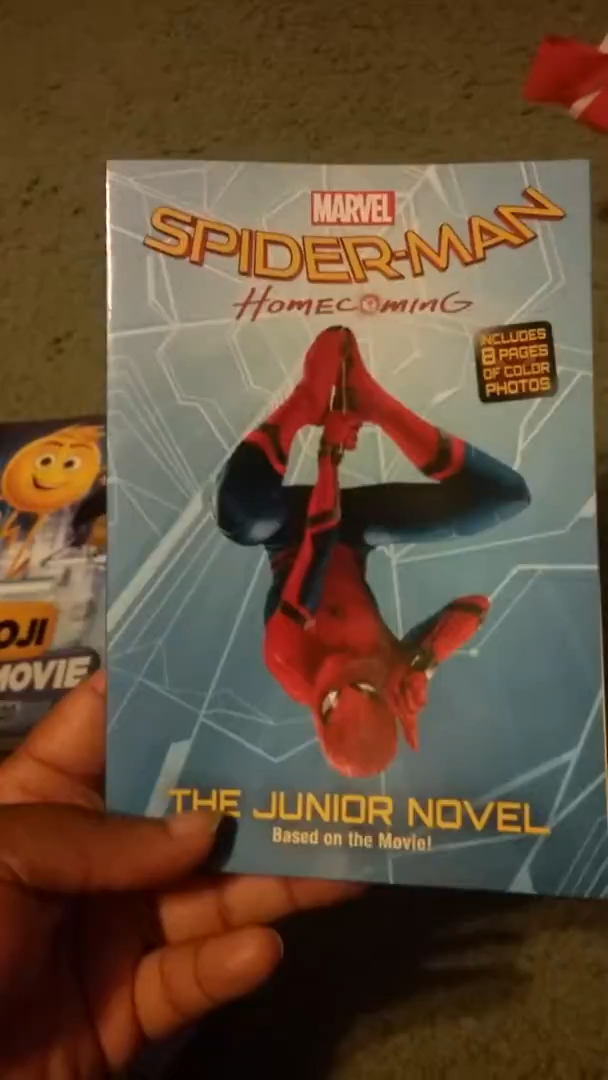 MARVEL
SPIDER-MAN
HOMECOMING
INCLUDES
8 PAGES
OF COLOR
PHOTOS
THE JUNIOR NOVEL
Based on the Movie!
OJI
MOVIE